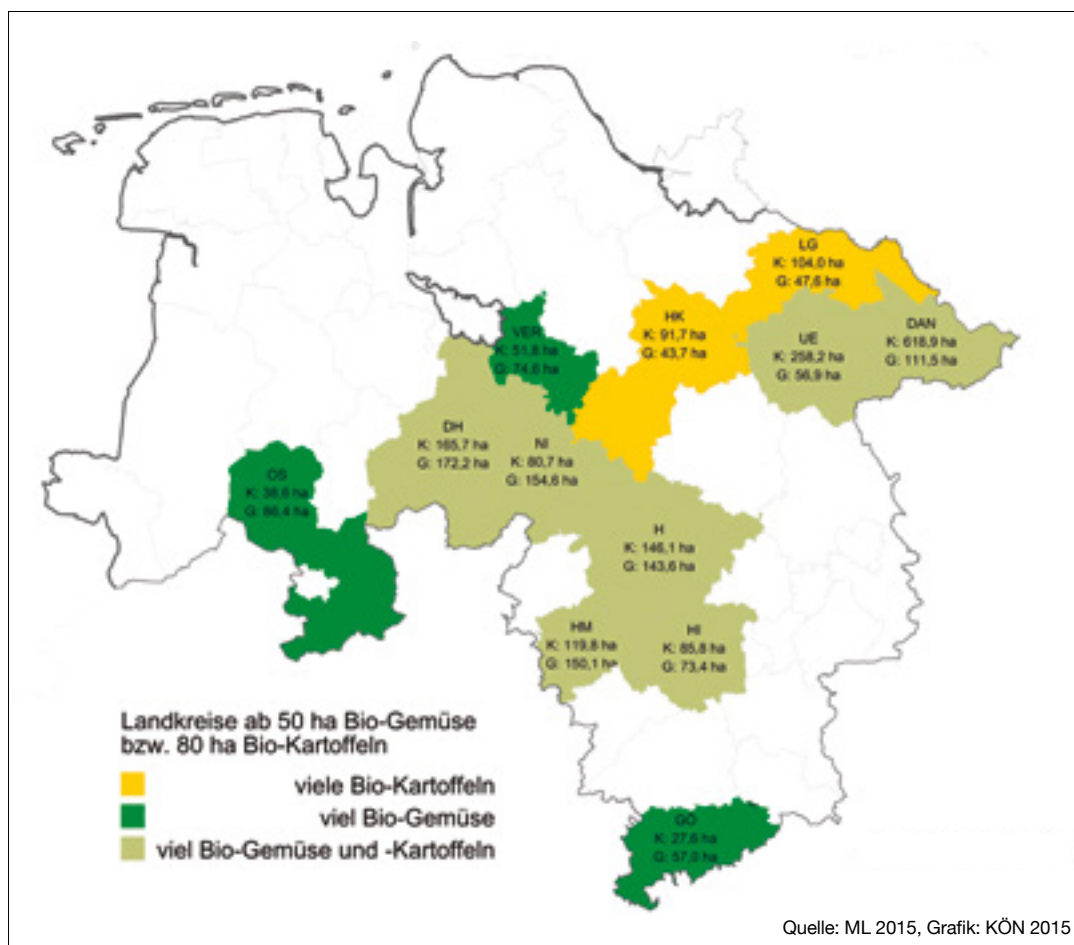 LG
K: 104,0 ha
G: 47,6 ha
HK
K: 91,7 ha
G: 43,7 ha
UE
K: 258,2 ha
G: 56,9 ha
DAN
K: 618,9 ha
G: 111,5 ha
VER
K: 51,8 ha
G: 74,6 ha
DH
K: 165,7 ha
G: 172,2 ha
NI
K: 80,7 ha
G: 154,6 ha
OS
K: 38,6 ha
G: 86,4 ha
H
K: 146,1 ha
G: 143,6 ha
HM
K: 119,8 ha
G: 150,1 ha
HI
K: 85,8 ha
G: 73,4 ha
Landkreise ab 50 ha Bio-Gemüse
bzw. 80 ha Bio-Kartoffeln
viele Bio-Kartoffeln
viel Bio-Gemüse
viel Bio-Gemüse und -Kartoffeln
GÖ
K: 27,6 ha
G: 57,0 ha
Quelle: ML 2015, Grafik: KÖN 2015